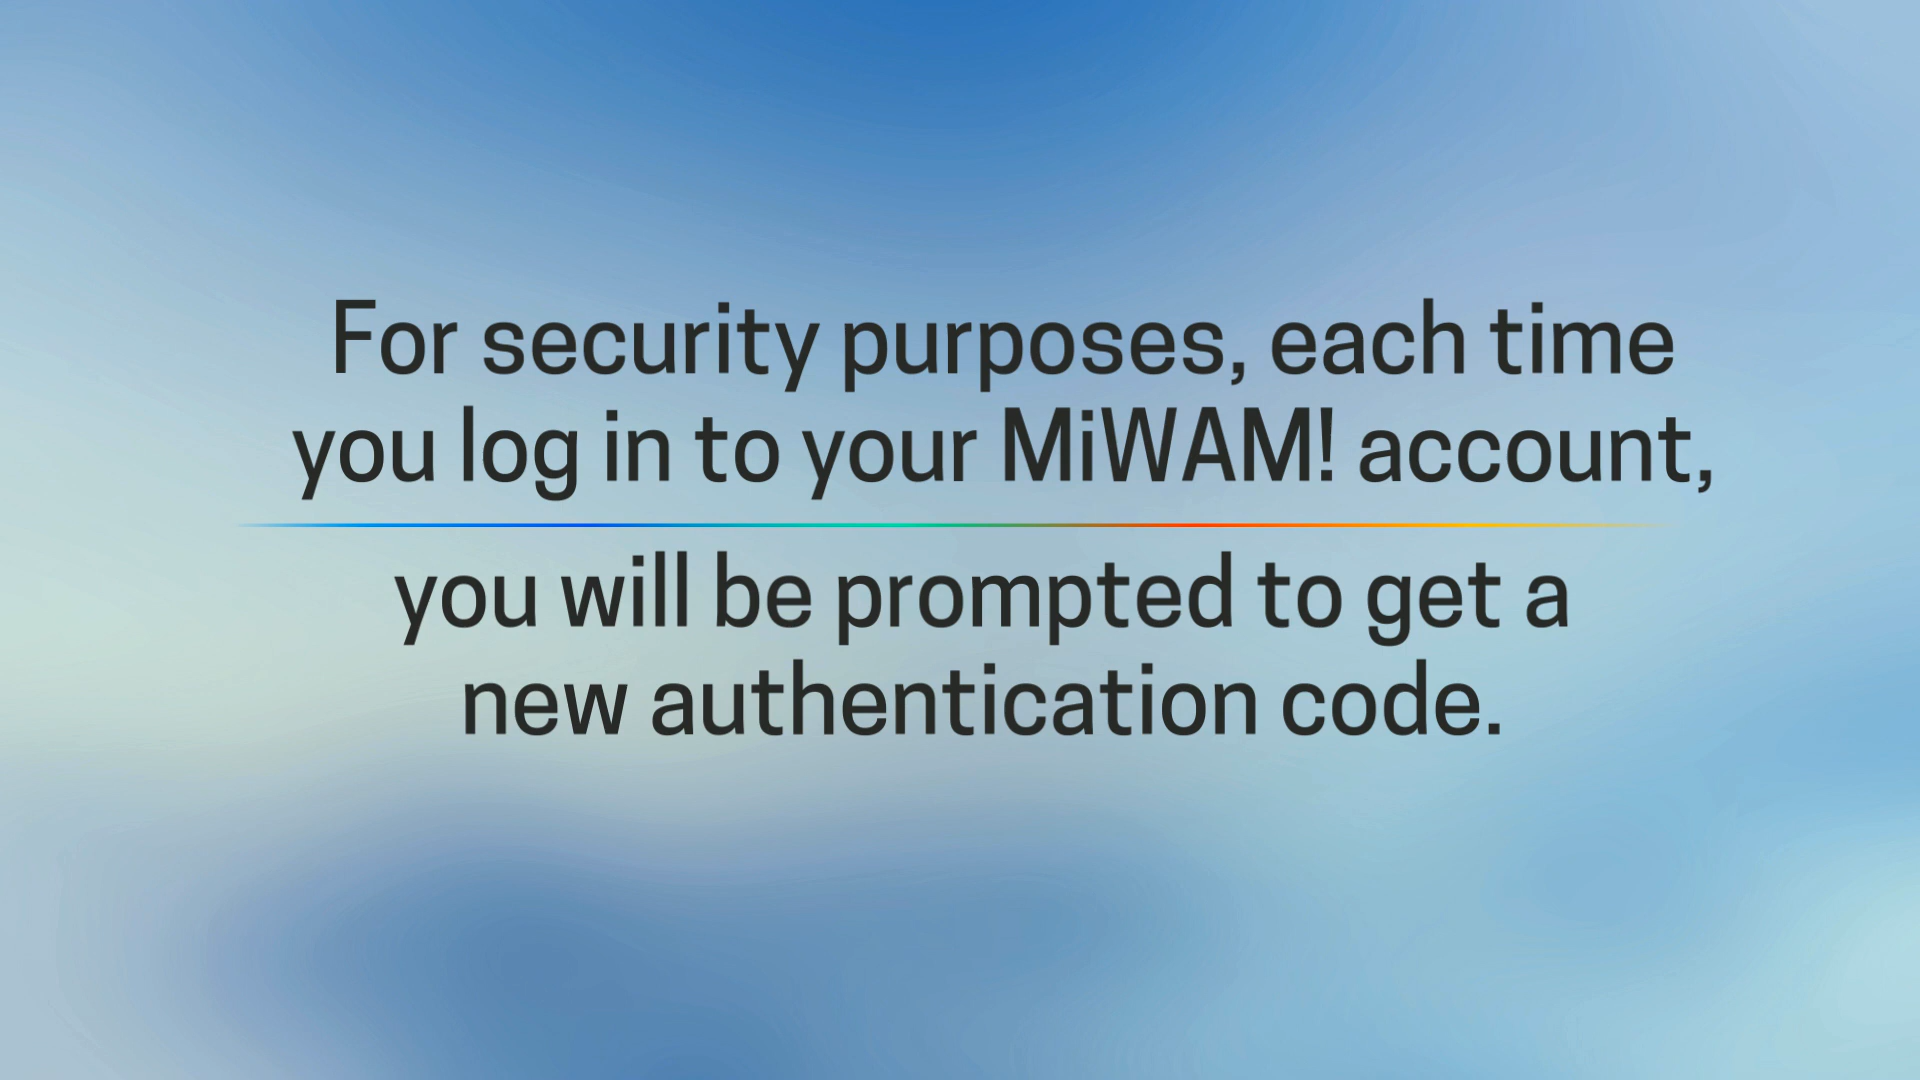 For security purposes, each time
you log in to your MiWAM! account,
you will be prompted to get a
new authentication code.